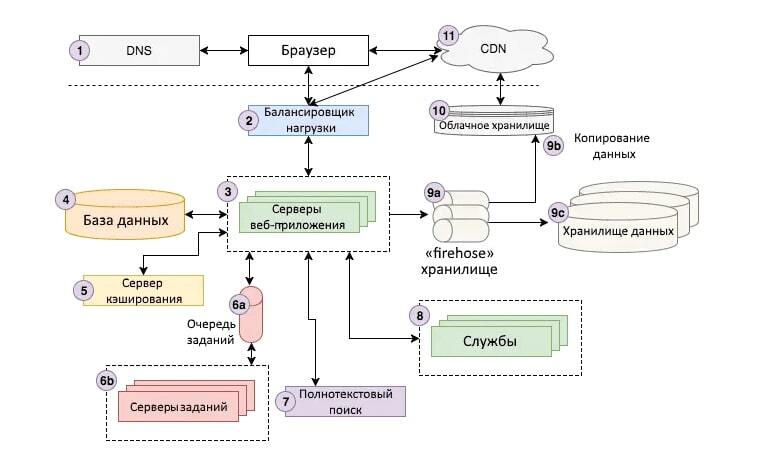 1
DNS
Браузер
11
CDN
2
Балансировщик
нагрузки
10
Облачное хранилище
9b
Копирование
данных
3
Серверы
веб-приложения
4
База данных
9a
«firehose»
хранилище
9c
Хранилище данных
5
Сервер
кэширования
6a
Очередь
заданий
8
Службы
6b
Серверы заданий
7
Полнотекстовый
поиск